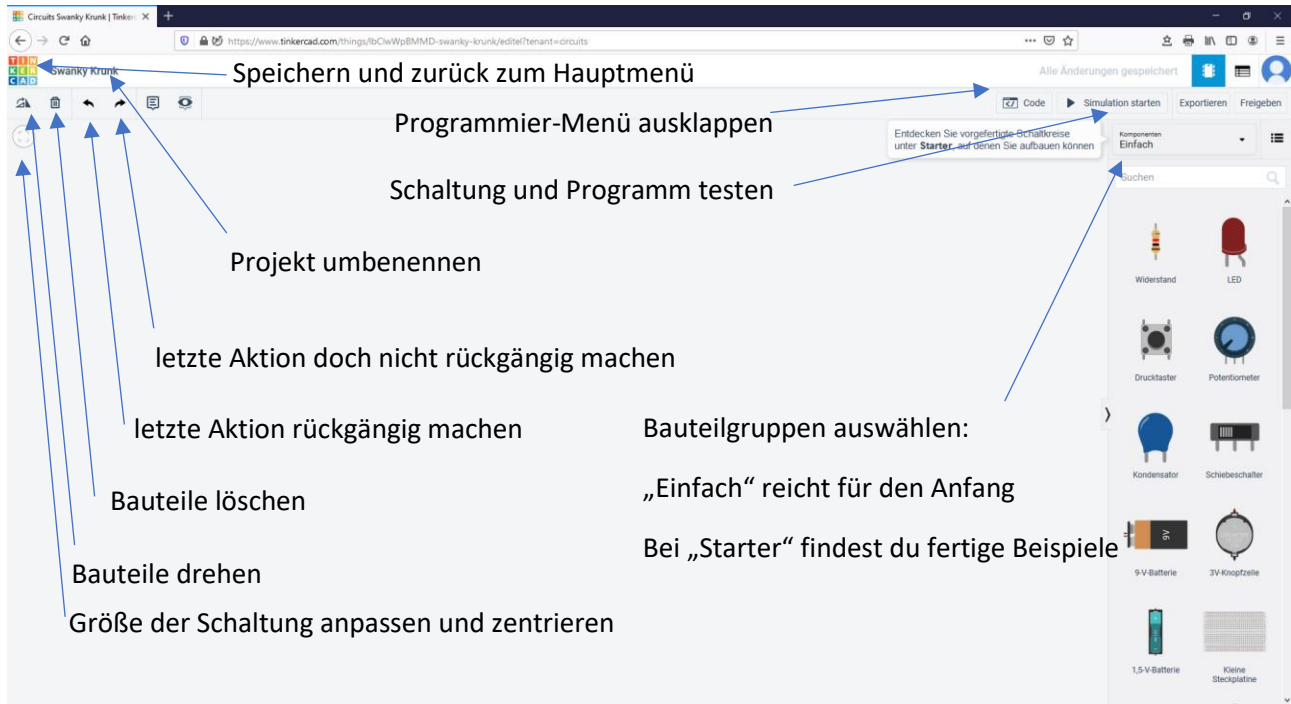 Circuits Swanky Krunk | Tinkerc
https://www.tinkercad.com/things/lbClwWpBMMD-swanky-krunk/editel?tenant=circuits
TIN
KER
CAD
Swanky Krunk
Speichern und zurück zum Hauptmenü
Alle Änderungen gespeichert
Programmier-Menü ausklappen
Code
Simulation starten
Exportieren
Freigeben
Entdecken Sie vorgefertigte Schaltkreise
unter Starter, auf denen Sie aufbauen können
Komponenten
Einfach
Schaltung und Programm testen
Suchen
Projekt umbenennen
Widerstand
LED
letzte Aktion doch nicht rückgängig machen
Drucktaster
Potentiometer
letzte Aktion rückgängig machen
Bauteilgruppen auswählen:
Kondensator
Schiebeschalter
Bauteile löschen
„Einfach“ reicht für den Anfang
9V
Bei „Starter“ findest du fertige Beispiele
9-V-Batterie
3V-Knopfzelle
Bauteile drehen
Größe der Schaltung anpassen und zentrieren
1,5-V-Batterie
Kleine
Steckplatine